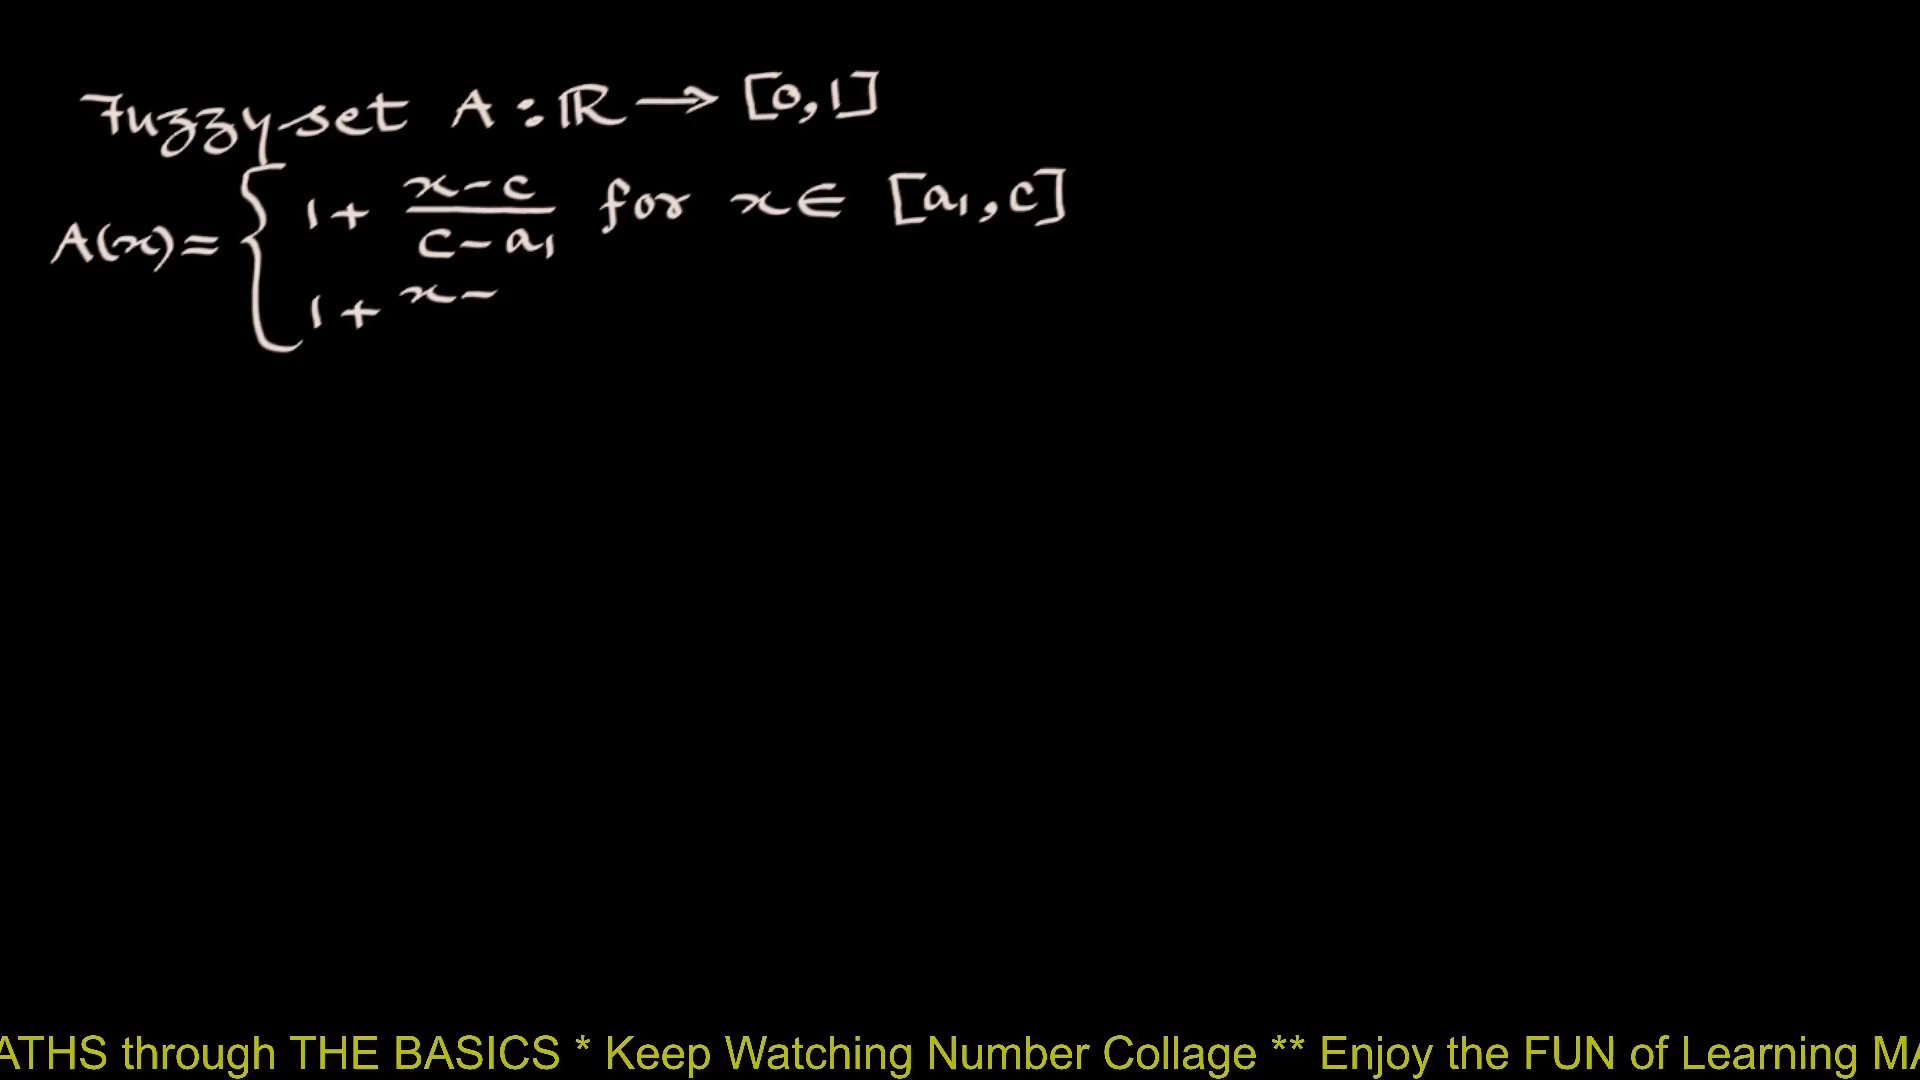 Fuzzy set A : ℝ → [0,1]
A(x) = { 1 + \frac{x-c}{c-a₁} for x ∈ [a₁, c]
1 + x -
ATHS through THE BASICS * Keep Watching Number Collage ** Enjoy the FUN of Learning MA